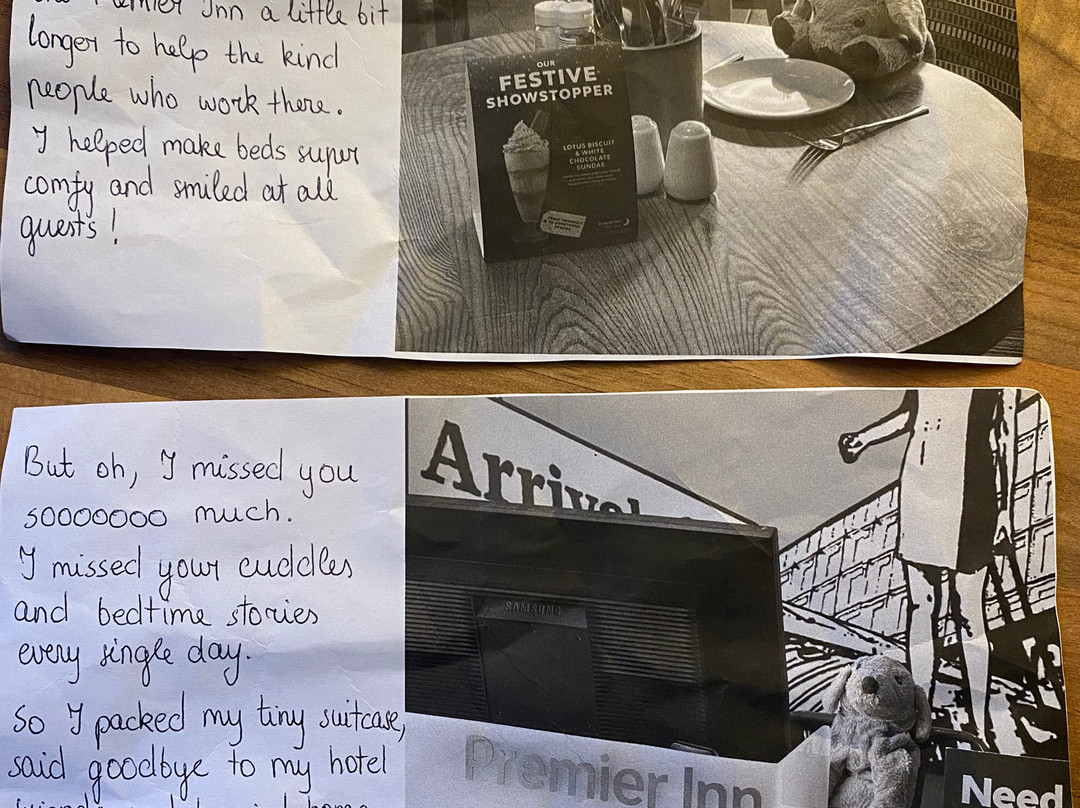 Premier Inn a little bit
longer to help the kind
people who work there.
I helped make beds super
comfy and smiled at all
guests!
OUR
FESTIVE
SHOWSTOPPER
LOTUS BISCUIT
& WHITE
CHOCOLATE
SUNDAE
But oh, I missed you
soooooooo much.
I missed your cuddles
and bedtime stories
every single day.
So I packed my tiny suitcase,
said goodbye to my hotel
Arrival
SAMSUNG
Premier Inn
Need